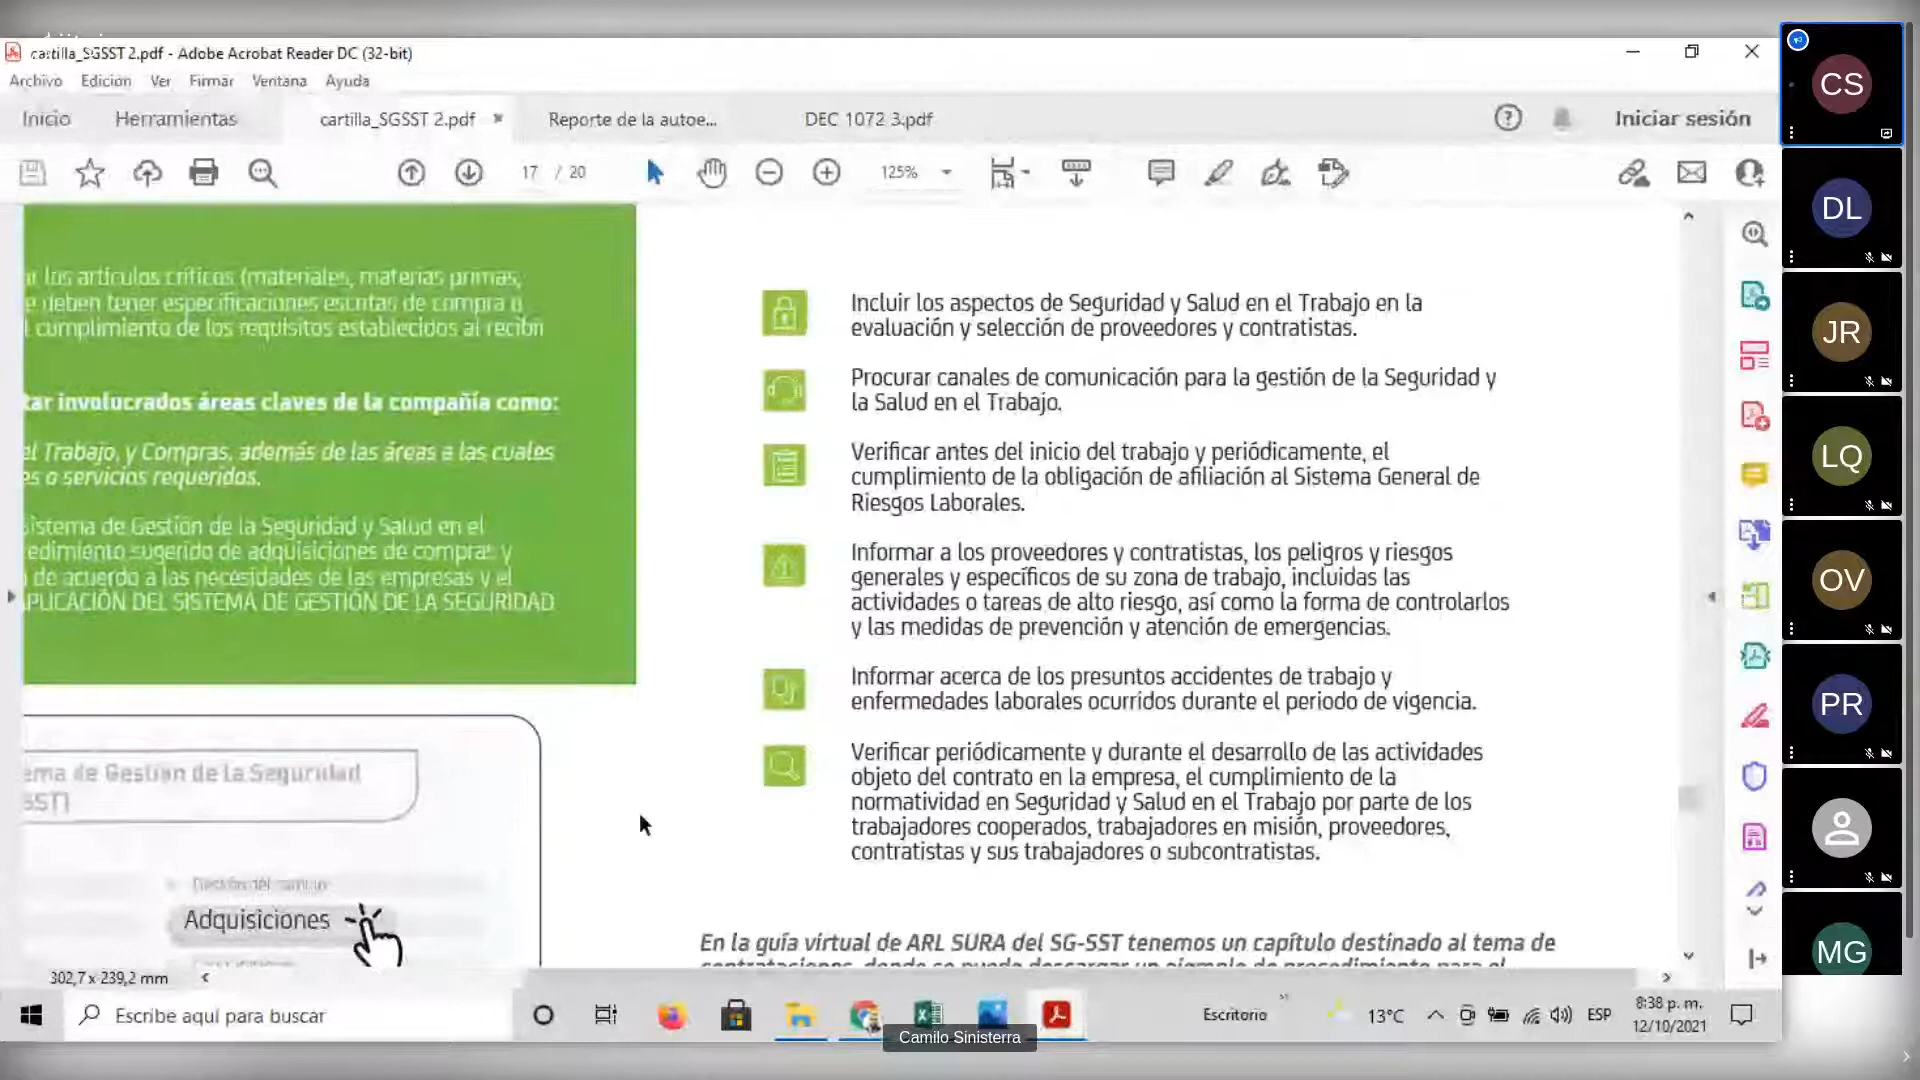 cartilla_SGSST 2.pdf - Adobe Acrobat Reader DC (32-bit)
Archivo Edicion Ver Firmar Ventana Ayuda
Inicio Herramientas cartilla_SGSST 2.pdf × Reporte de la autoe... DEC 1072 3.pdf Iniciar sesión
17 / 20 125%
los artículos críticos (materiales, materias primas,
deben tener especificaciones escritas de compra o
cumplimiento de los requisitos establecidos al recibir
tar involucrados áreas claves de la compañía como:
el Trabajo, y Compras, además de las áreas a las cuales
es o servicios requeridos.
Sistema de Gestión de la Seguridad y Salud en el
edimiento sugerido de adquisiciones de compras y
de acuerdo a las necesidades de las empresas y el
PLICACIÓN DEL SISTEMA DE GESTIÓN DE LA SEGURIDAD
ema de Gestión de la Seguridad
SST)
Gestión del cambio
Adquisiciones
Incluir los aspectos de Seguridad y Salud en el Trabajo en la
evaluación y selección de proveedores y contratistas.
Procurar canales de comunicación para la gestión de la Seguridad y
la Salud en el Trabajo.
Verificar antes del inicio del trabajo y periódicamente, el
cumplimiento de la obligación de afiliación al Sistema General de
Riesgos Laborales.
Informar a los proveedores y contratistas, los peligros y riesgos
generales y específicos de su zona de trabajo, incluidas las
actividades o tareas de alto riesgo, así como la forma de controlarlos
y las medidas de prevención y atención de emergencias.
Informar acerca de los presuntos accidentes de trabajo y
enfermedades laborales ocurridos durante el periodo de vigencia.
Verificar periódicamente y durante el desarrollo de las actividades
objeto del contrato en la empresa, el cumplimiento de la
normatividad en Seguridad y Salud en el Trabajo por parte de los
trabajadores cooperados, trabajadores en misión, proveedores,
contratistas y sus trabajadores o subcontratistas.
En la guía virtual de ARL SURA del SG-SST tenemos un capítulo destinado al tema de
302,7 x 239,2 mm
Escribe aquí para buscar
Escritorio 13°C ESP 8:38 p. m.
12/10/2021
Camilo Sinisterra
CS
DL
JR
LQ
OV
PR
MG